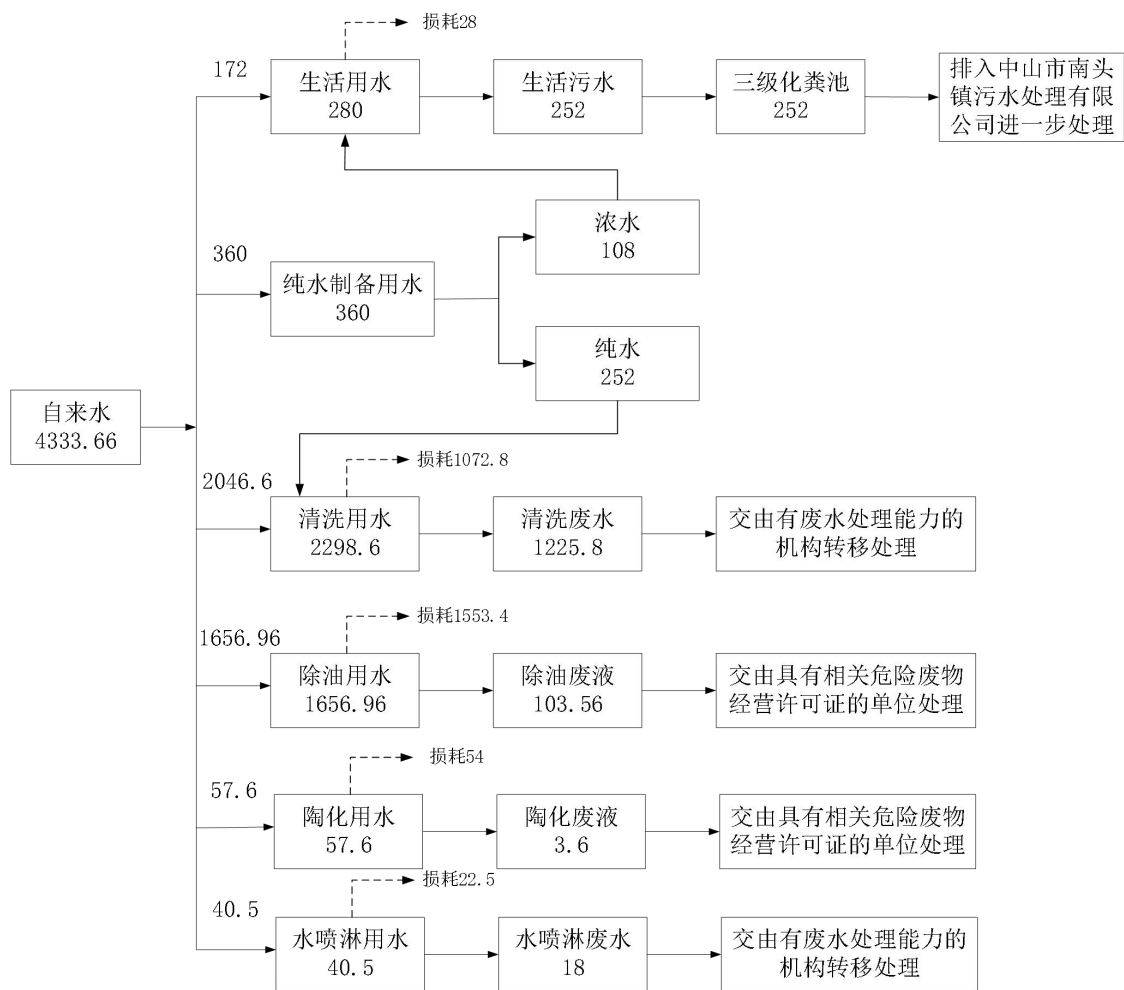 损耗28
172
生活用水
280
生活污水
252
三级化粪池
252
排入中山市南头
镇污水处理有限
公司进一步处理
浓水
108
360
纯水制备用水
360
纯水
252
自来水
4333.66
损耗1072.8
2046.6
清洗用水
2298.6
清洗废水
1225.8
交由有废水处理能力的
机构转移处理
损耗1553.4
1656.96
除油用水
1656.96
除油废液
103.56
交由具有相关危险废物
经营许可证的单位处理
损耗54
57.6
陶化用水
57.6
陶化废液
3.6
交由具有相关危险废物
经营许可证的单位处理
损耗22.5
40.5
水喷淋用水
40.5
水喷淋废水
18
交由有废水处理能力的
机构转移处理